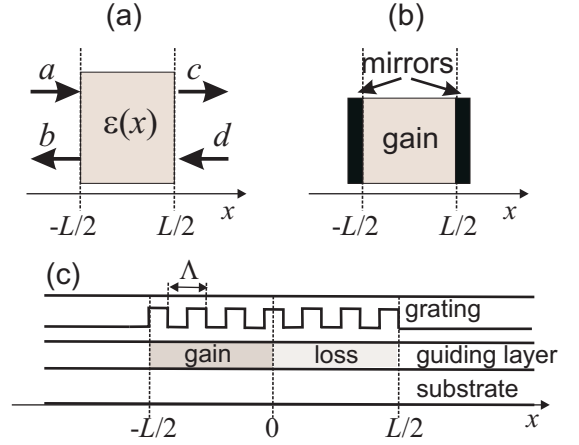 (a)
a
c
ε(x)
b
d
-L/2
L/2
x
(b)
mirrors
gain
-L/2
L/2
x
(c)
Λ
grating
gain
loss
guiding layer
substrate
-L/2
0
L/2
x